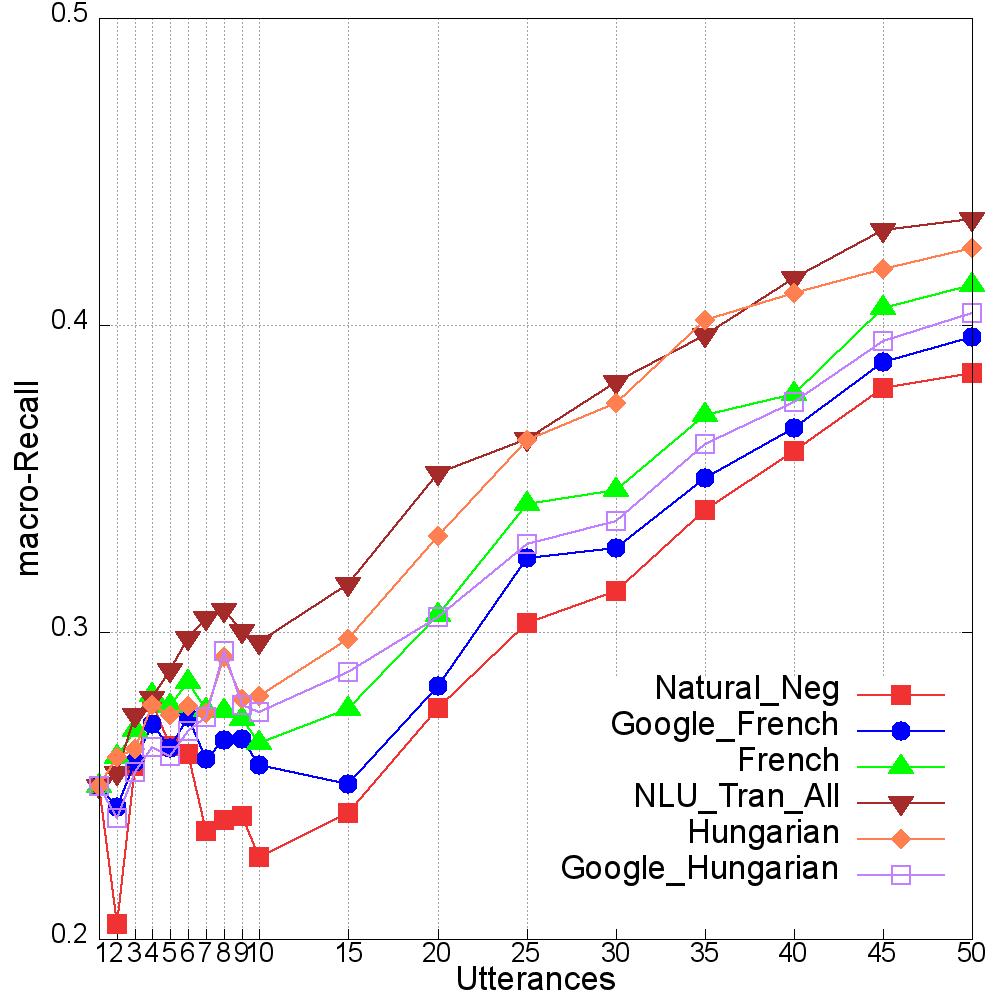 0.5
0.4
0.3
0.2
macro-Recall
1 2 3 4 5 6 7 8 9 10 15 20 25 30 35 40 45 50
Utterances
Natural_Neg
Google_French
French
NLU_Tran_All
Hungarian
Google_Hungarian